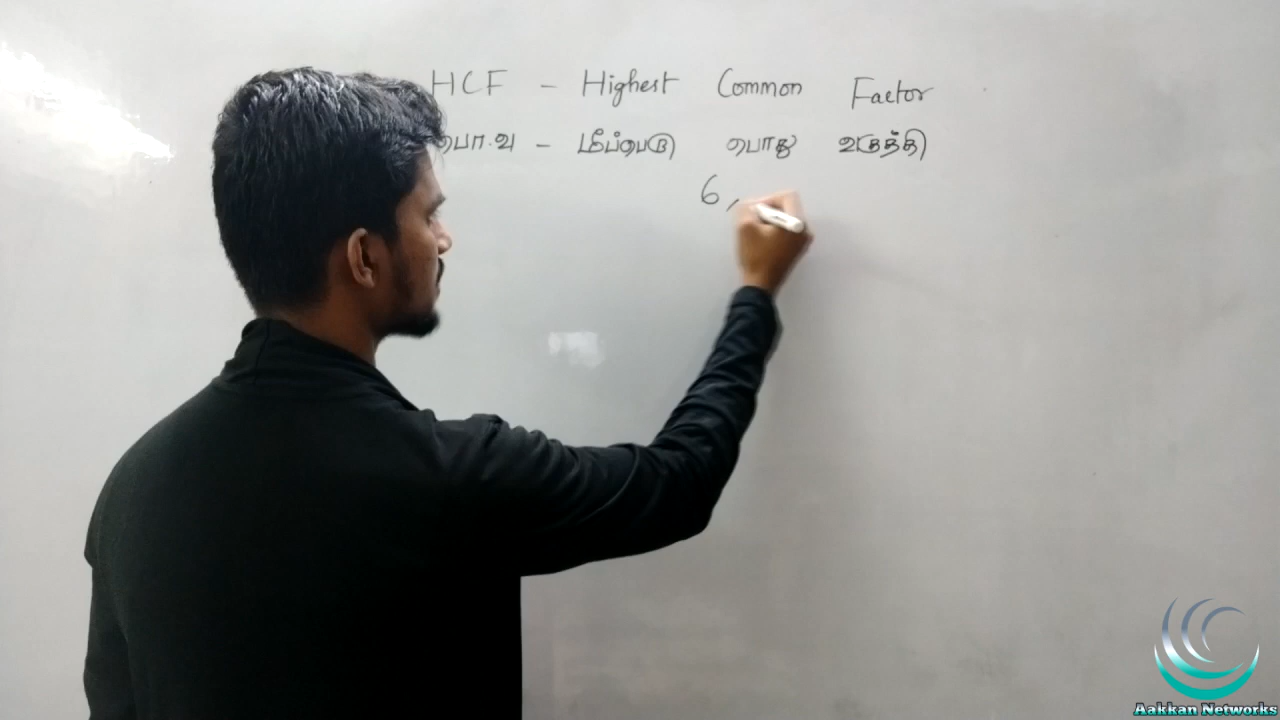 HCF - Highest Common Factor
பொ.வ - மீப்பெரு பொது வகுத்தி
6,
Aakkan Networks